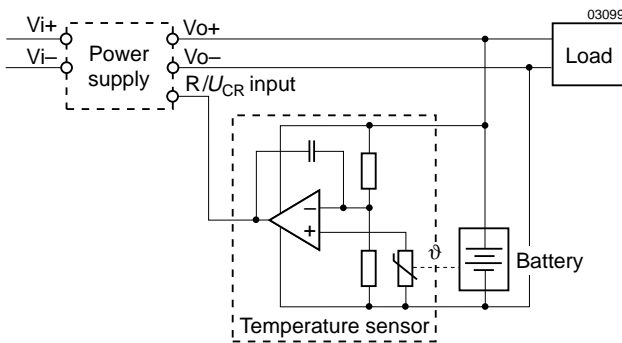 03099
Vi+
Vo+
Vi–
Vo–
Power
supply
Load
R/UCR input
–
+
ϑ
Battery
Temperature sensor